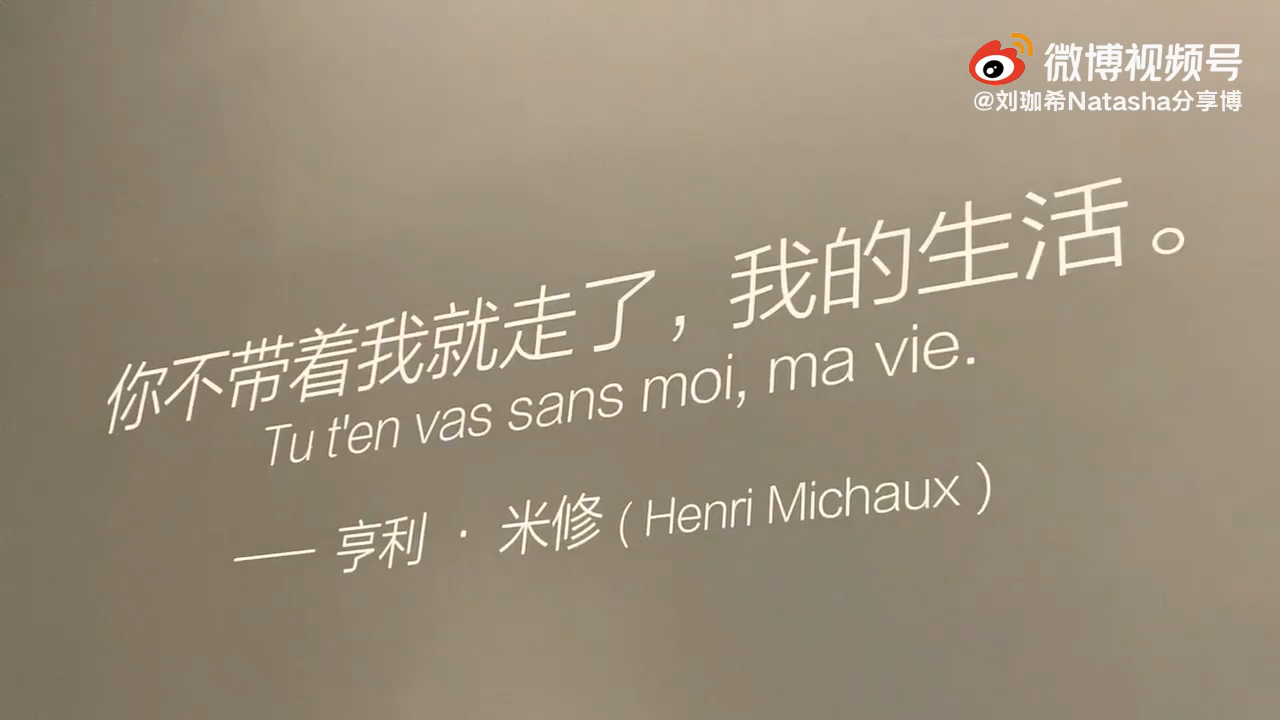 微博视频号
@刘珈希Natasha分享博
你不带着我就走了，我的生活。
Tu t'en vas sans moi, ma vie.
—— 亨利 · 米修 ( Henri Michaux )